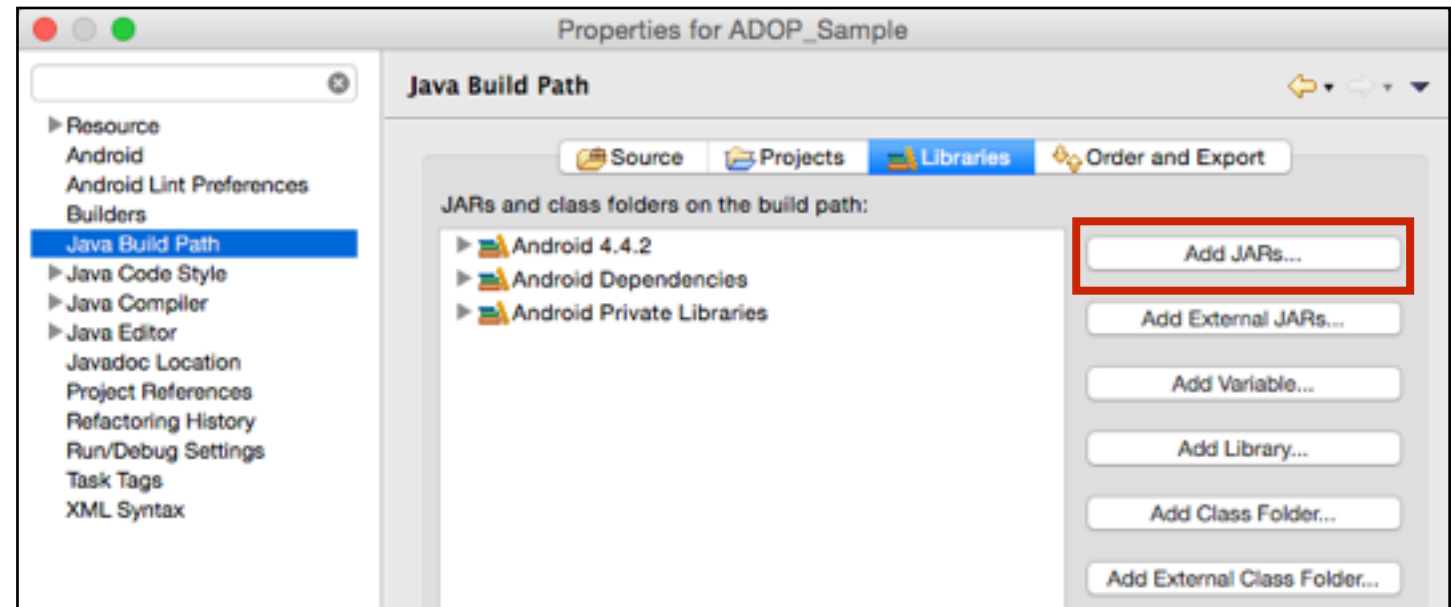 Properties for ADOP_Sample
Java Build Path
Resource
Android
Android Lint Preferences
Builders
Java Build Path
Java Code Style
Java Compiler
Java Editor
Javadoc Location
Project References
Refactoring History
Run/Debug Settings
Task Tags
XML Syntax
Source Projects Libraries Order and Export
JARs and class folders on the build path:
Android 4.4.2
Android Dependencies
Android Private Libraries
Add JARs...
Add External JARs...
Add Variable...
Add Library...
Add Class Folder...
Add External Class Folder...